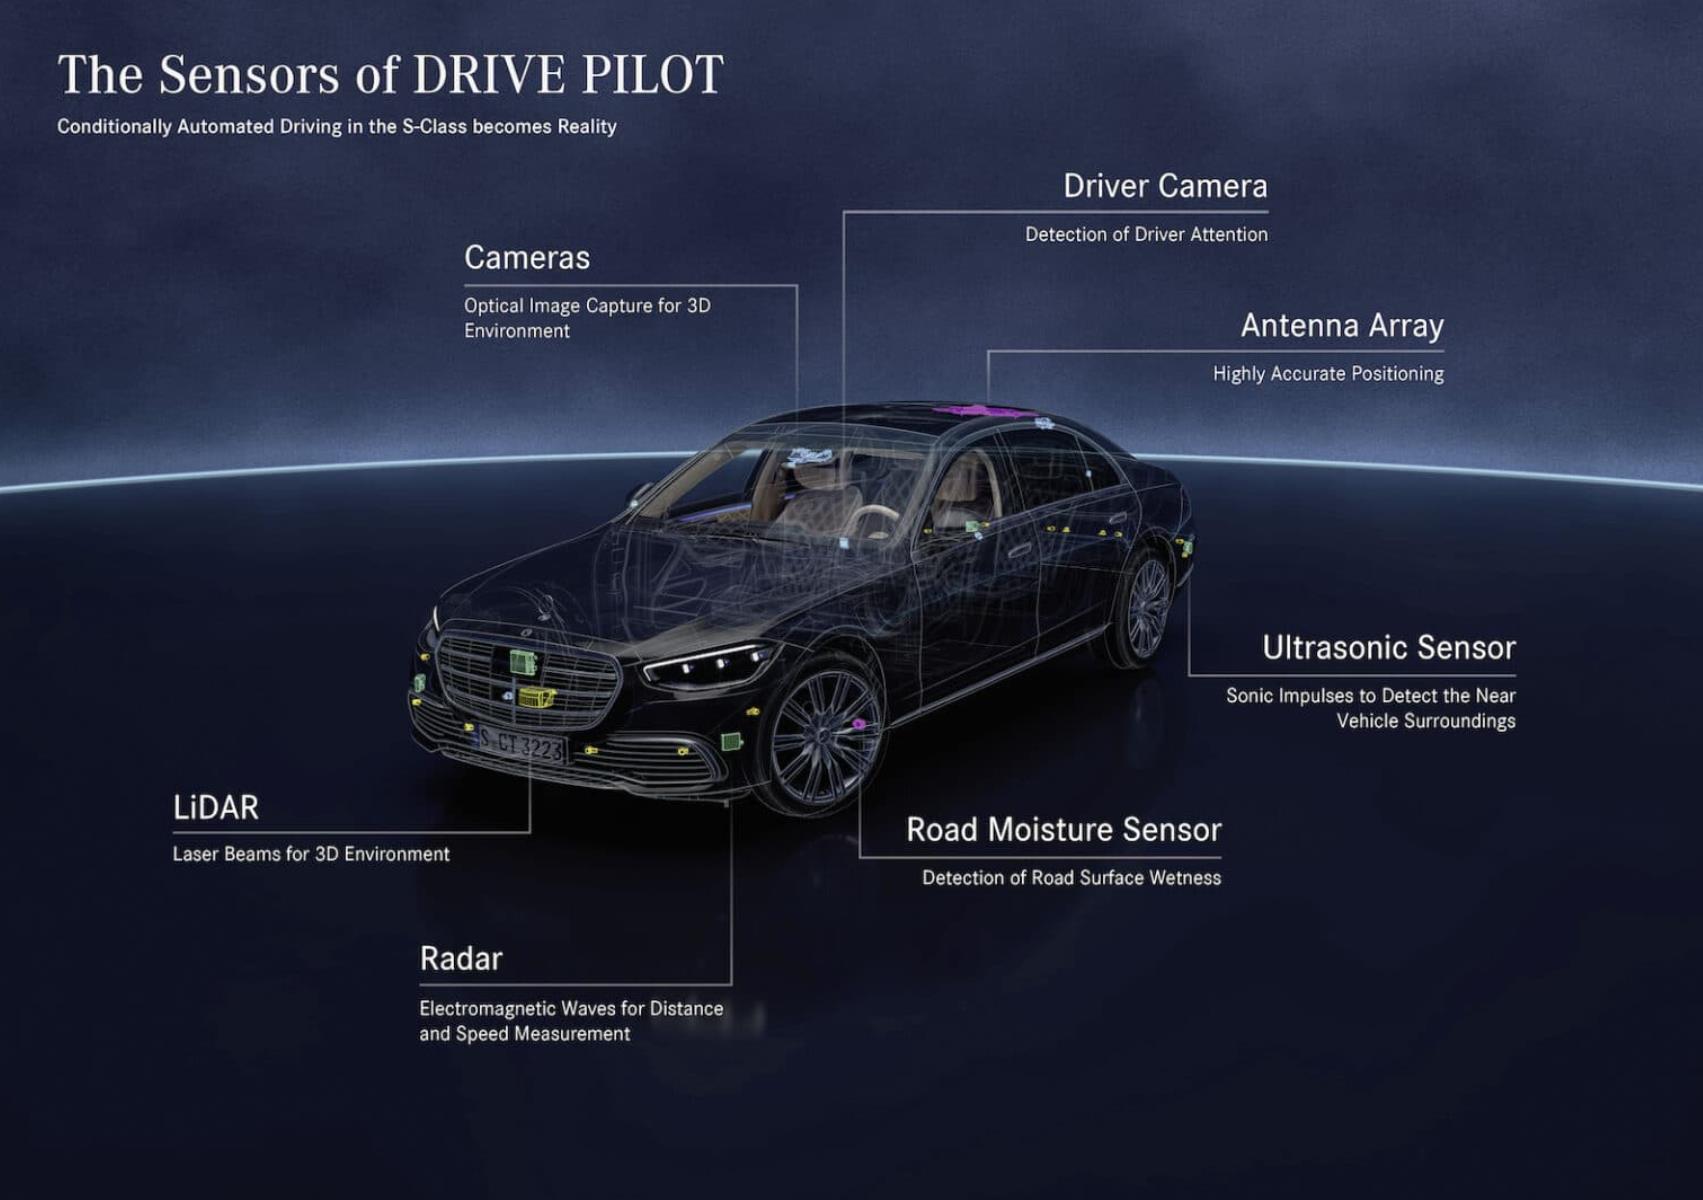 The Sensors of DRIVE PILOT
Conditionally Automated Driving in the S-Class becomes Reality
Driver Camera
Detection of Driver Attention
Cameras
Optical Image Capture for 3D
Environment
Antenna Array
Highly Accurate Positioning
Ultrasonic Sensor
Sonic Impulses to Detect the Near
Vehicle Surroundings
S·CT 3223
LiDAR
Laser Beams for 3D Environment
Road Moisture Sensor
Detection of Road Surface Wetness
Radar
Electromagnetic Waves for Distance
and Speed Measurement